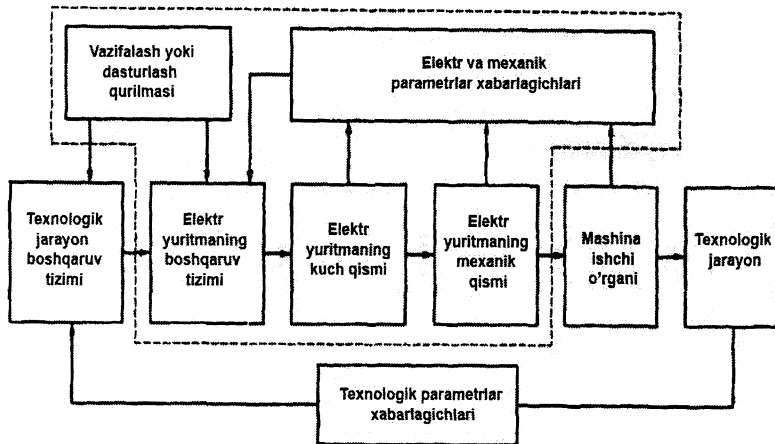 Vazifalash yoki
dasturlash
qurilmasi
Elektr va mexanik
parametrlar xabarlagichlari
Texnologik
jarayon
boshqaruv
tizimi
Elektr
yuritmaning
boshqaruv
tizimi
Elektr
yuritmaning
kuch qismi
Elektr
yuritmaning
mexanik
qismi
Mashina
ishchi
o'rgani
Texnologik
jarayon
Texnologik parametrlar
xabarlagichlari